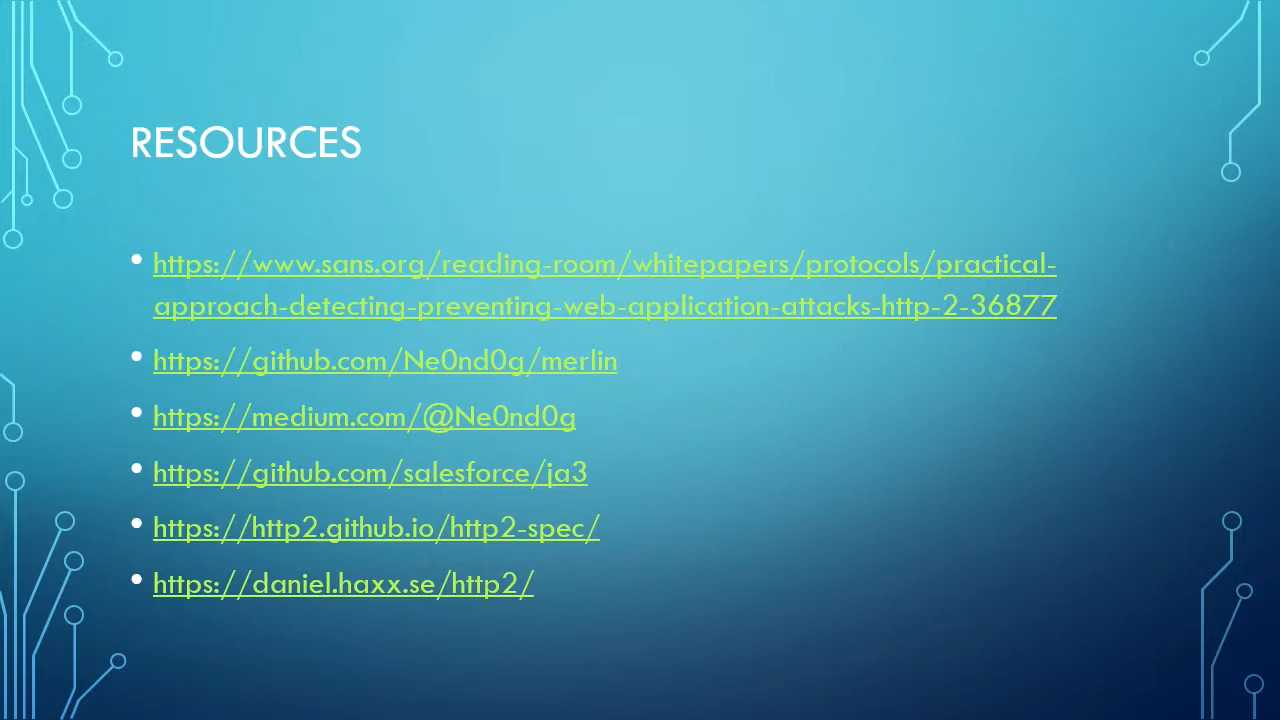 RESOURCES
• https://www.sans.org/reading-room/whitepapers/protocols/practical-
approach-detecting-preventing-web-application-attacks-http-2-36877
• https://github.com/Ne0nd0g/merlin
• https://medium.com/@Ne0nd0g
• https://github.com/salesforce/ja3
• https://http2.github.io/http2-spec/
• https://daniel.haxx.se/http2/